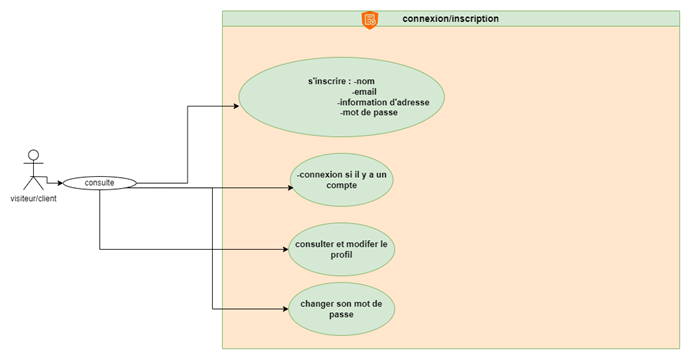 connexion/inscription
s'inscrire : -nom
-email
-information d'adresse
-mot de passe
visiteur/client
consulte
-connexion si il y a un
compte
consulter et modifer le
profil
changer son mot de
passe